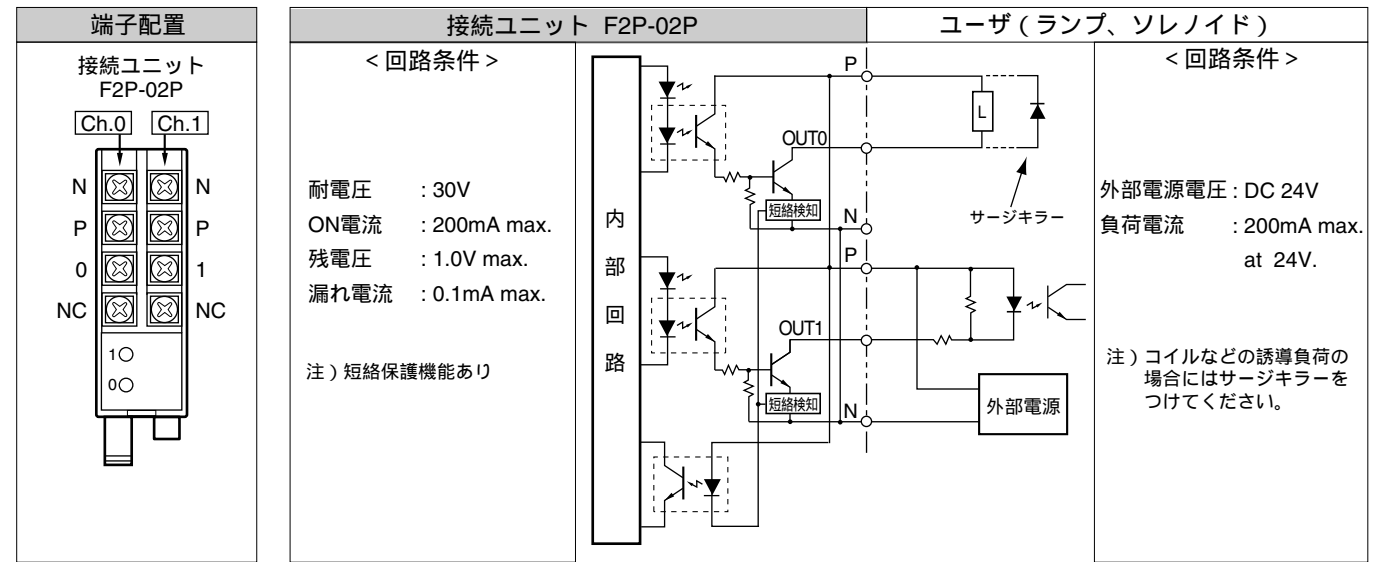 端子配置
接続ユニット
F2P-02P
Ch.0 Ch.1
N N
P P
0 1
NC NC
1
0
接続ユニット F2P-02P
<回路条件>
耐電圧 : 30V
ON電流 : 200mA max.
残電圧 : 1.0V max.
漏れ電流 : 0.1mA max.
注）短絡保護機能あり
内部回路
P
OUT0
短絡検知
N
P
OUT1
短絡検知
N
ユーザ（ランプ、ソレノイド）
L
サージキラー
外部電源
<回路条件>
外部電源電圧 : DC 24V
負荷電流 : 200mA max.
at 24V.
注）コイルなどの誘導負荷の
場合にはサージキラーを
つけてください。